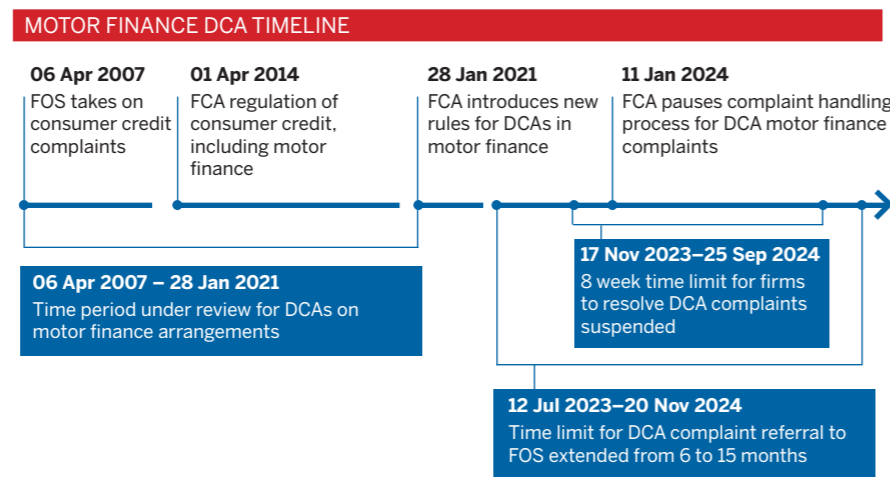 MOTOR FINANCE DCA TIMELINE
06 Apr 2007
FOS takes on
consumer credit
complaints
01 Apr 2014
FCA regulation of
consumer credit,
including motor
finance
28 Jan 2021
FCA introduces new
rules for DCAs in
motor finance
11 Jan 2024
FCA pauses complaint handling
process for DCA motor finance
complaints
06 Apr 2007 – 28 Jan 2021
Time period under review for DCAs on
motor finance arrangements
17 Nov 2023–25 Sep 2024
8 week time limit for firms
to resolve DCA complaints
suspended
12 Jul 2023–20 Nov 2024
Time limit for DCA complaint referral to
FOS extended from 6 to 15 months